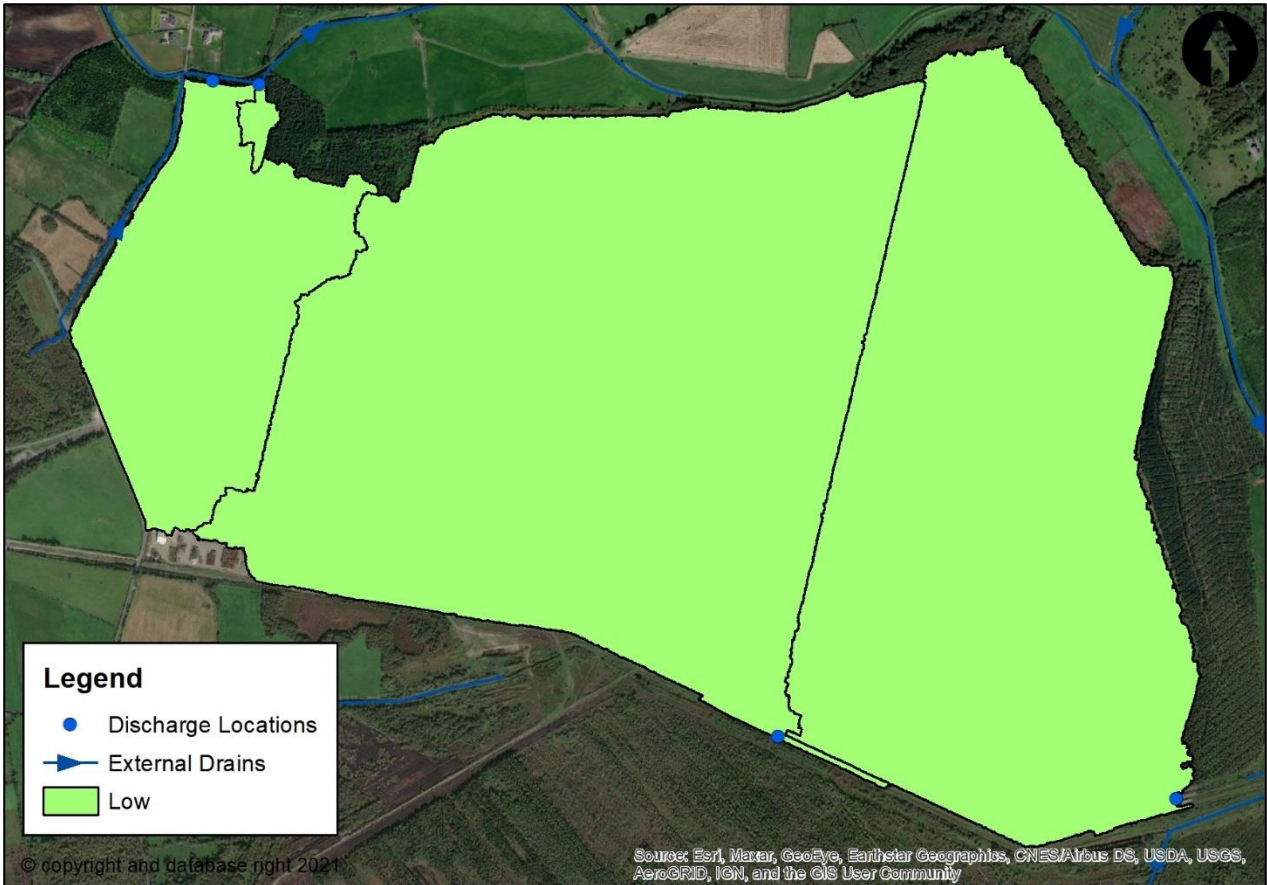 Legend
Discharge Locations
External Drains
Low
© copyright and database right 2021
Source: Esri, Maxar, GeoEye, Earthstar Geographics, CNES/Airbus DS, USDA, USGS,
AeroGRID, IGN, and the GIS User Community